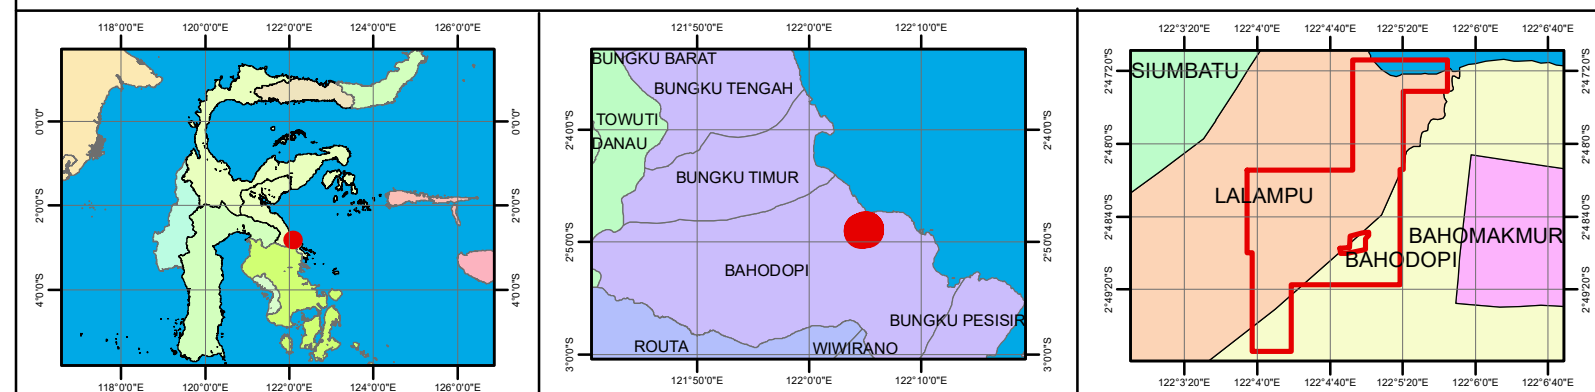 118°0'0"E 120°0'0"E 122°0'0"E 124°0'0"E 126°0'0"E
0°0'0" 0°0'0"
2°0'0"S 2°0'0"S
4°0'0"S 4°0'0"S
118°0'0"E 120°0'0"E 122°0'0"E 124°0'0"E 126°0'0"E
121°50'0"E 122°0'0"E 122°10'0"E
BUNGKU BARAT
BUNGKU TENGAH
TOWUTI
DANAU
2°40'0"S 2°40'0"S
BUNGKU TIMUR
2°50'0"S 2°50'0"S
BAHODOPI
BUNGKU PESISIR
ROUTA
WIWIRANO
3°0'0"S 3°0'0"S
121°50'0"E 122°0'0"E 122°10'0"E
122°3'20"E 122°4'0"E 122°4'40"E 122°5'20"E 122°6'0"E 122°6'40"E
SIUMBATU
2°47'20"S 2°47'20"S
2°48'0"S 2°48'0"S
LALAMPU
2°48'40"S 2°48'40"S
BAHOMAKMUR
BAHODOPI
2°49'20"S 2°49'20"S
122°3'20"E 122°4'0"E 122°4'40"E 122°5'20"E 122°6'0"E 122°6'40"E